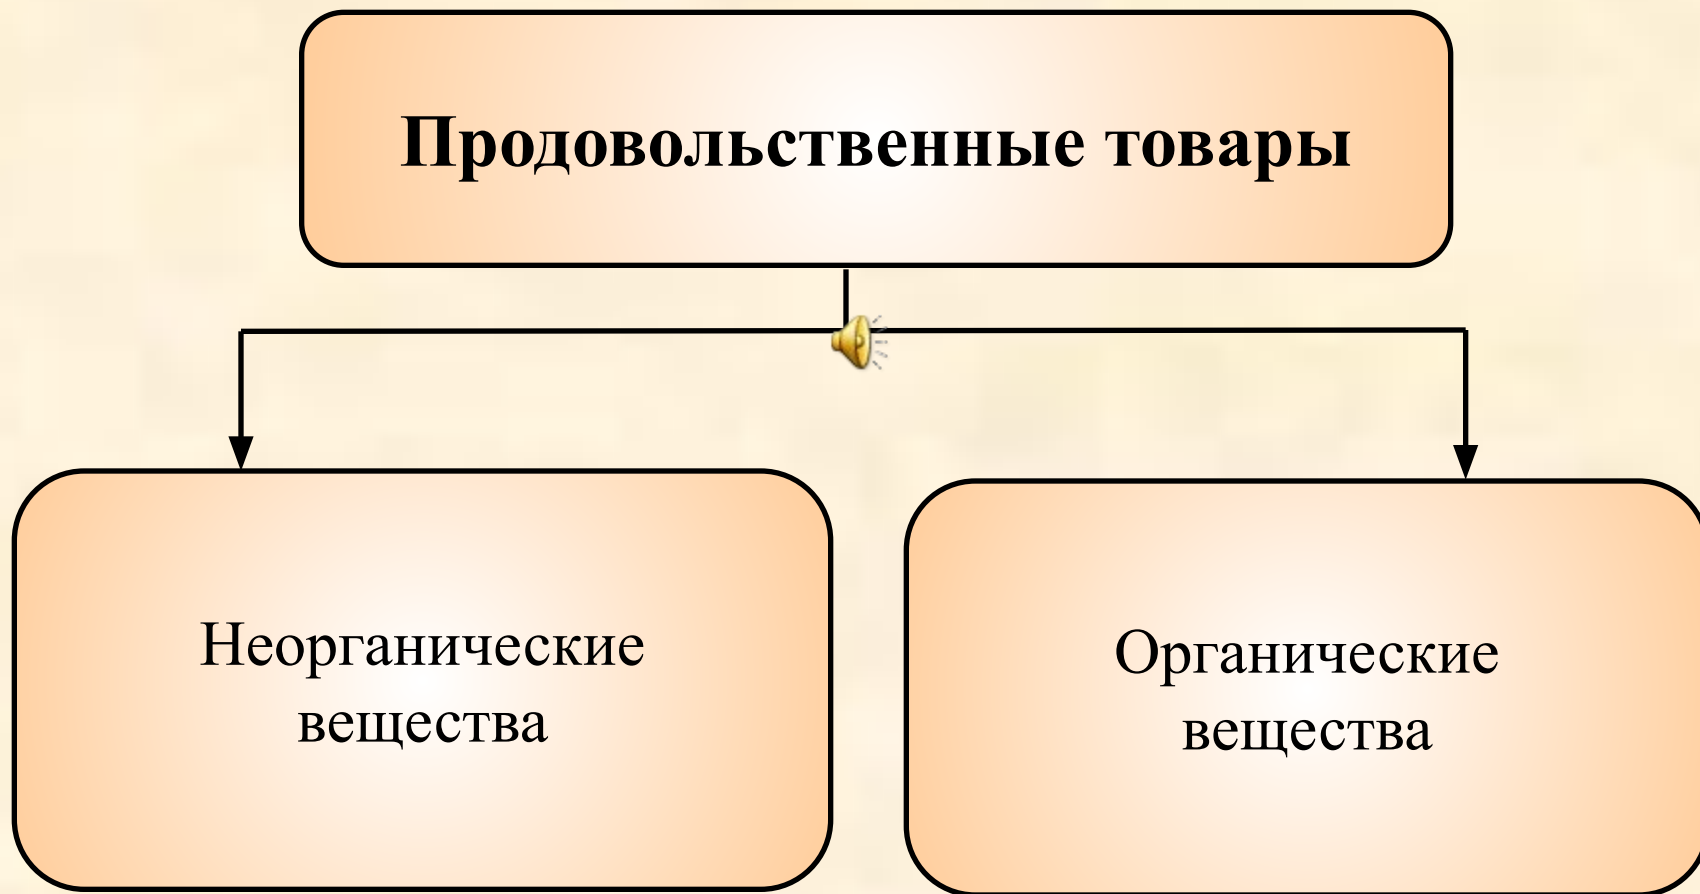 Продовольственные товары
Неорганические
вещества
Органические
вещества